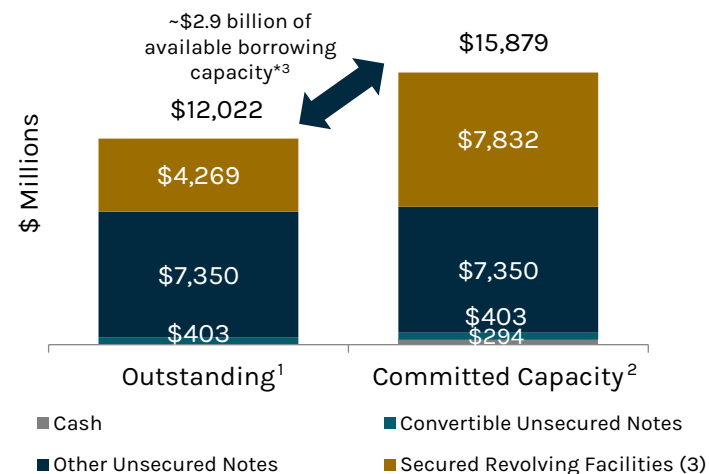 ~$2.9 billion of
available borrowing
capacity*3
$15,879
$12,022
$ Millions
$7,832
$4,269
$7,350
$7,350
$403
$403
$294
Outstanding1
Committed Capacity2
Cash
Convertible Unsecured Notes
Other Unsecured Notes
Secured Revolving Facilities (3)